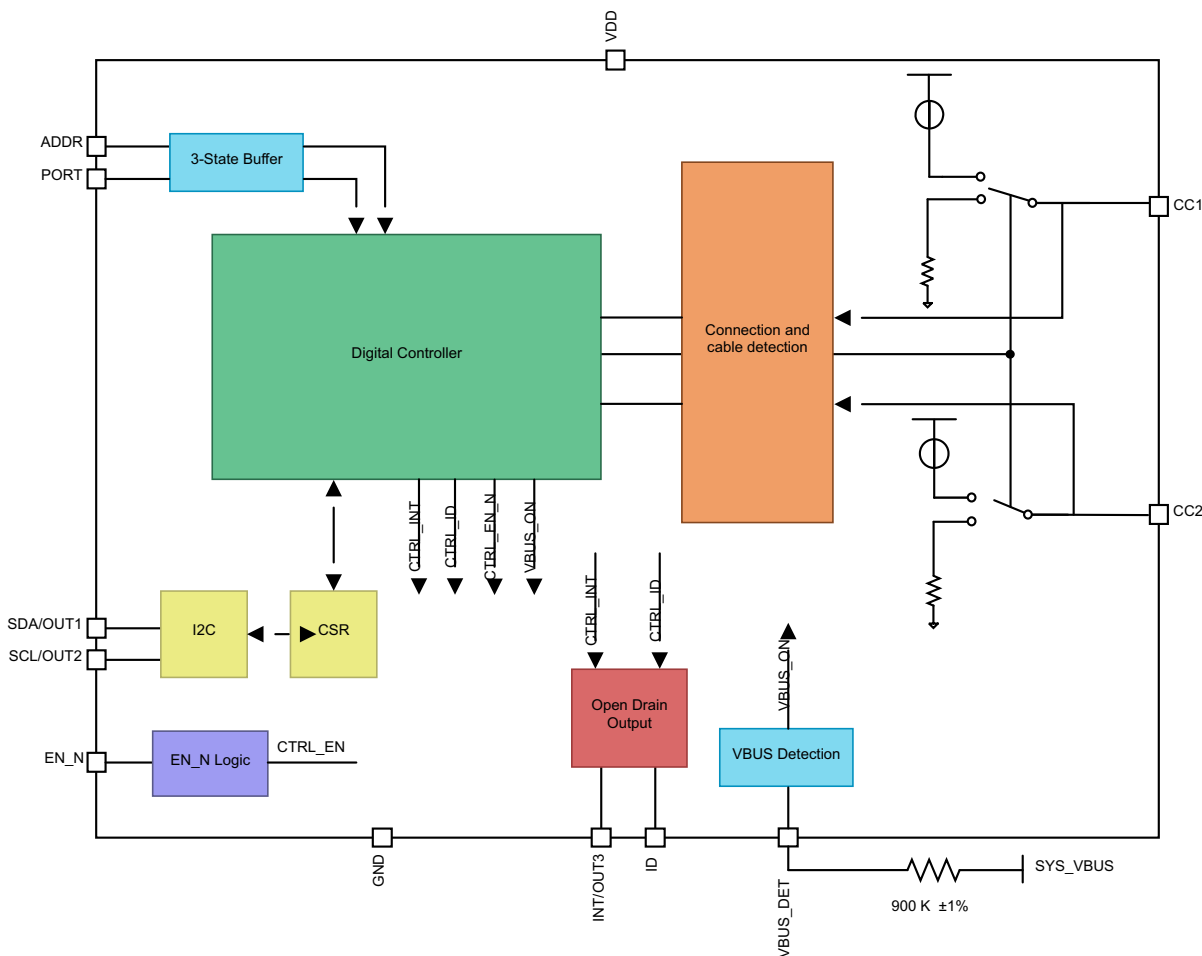 VDD
ADDR
PORT
3-State Buffer
CC1
Digital Controller
Connection and
cable detection
CTRL_INT
CTRL_ID
CTRL_EN_N
VBUS_ON
CC2
SDA/OUT1
SCL/OUT2
I2C
CSR
CTRL_INT
CTRL_ID
VBUS_ON
Open Drain
Output
EN_N
EN_N Logic
CTRL_EN
VBUS Detection
GND
INT/OUT3
ID
VBUS_DET
SYS_VBUS
900 K ±1%